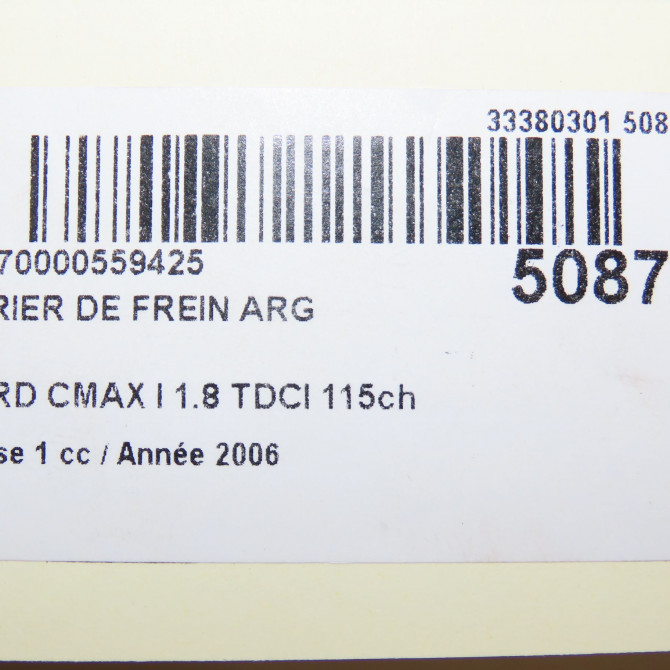 33380301 508
70000559425
5087
RIER DE FREIN ARG
RD CMAX I 1.8 TDCI 115ch
se 1 cc / Année 2006